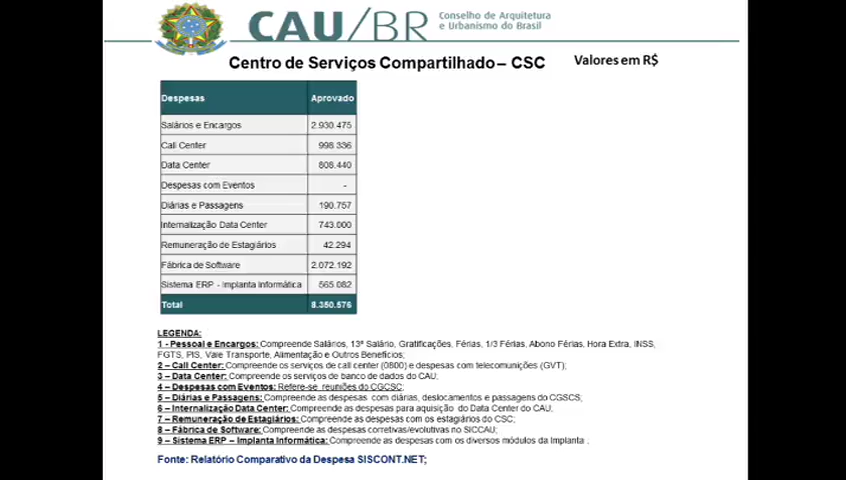 CAU/BR Conselho de Arquitetura
e Urbanismo do Brasil
Centro de Serviços Compartilhado – CSC Valores em R$
Despesas Aprovado
Salários e Encargos 2.930.475
Call Center 998.336
Data Center 808.440
Despesas com Eventos -
Diárias e Passagens 190.757
Internalização Data Center 743.000
Remuneração de Estagiários 42.294
Fábrica de Software 2.072.192
Sistema ERP - Implanta Informática 565.082
Total 8.350.576
LEGENDA:
1 - Pessoal e Encargos: Compreende Salários, 13º Salário, Gratificações, Férias, 1/3 Férias, Abono Férias, Hora Extra, INSS,
FGTS, PIS, Vale Transporte, Alimentação e Outros Benefícios;
2 – Call Center: Compreende os serviços de call center (0800) e despesas com telecomunições (GVT);
3 – Data Center: Compreende os serviços de banco de dados do CAU;
4 – Despesas com Eventos: Refere-se reuniões do CGCSC;
5 – Diárias e Passagens: Compreende as despesas com diárias, deslocamentos e passagens do CGSCS;
6 – Internalização Data Center: Compreende as despesas para aquisição do Data Center do CAU;
7 – Remuneração de Estagiários: Compreende as despesas com os estagiários do CSC;
8 – Fábrica de Software: Compreende as despesas corretivas/evolutivas no SICCAU;
9 – Sistema ERP – Implanta Informática: Compreende as despesas com os diversos módulos da Implanta ;
Fonte: Relatório Comparativo da Despesa SISCONT.NET;